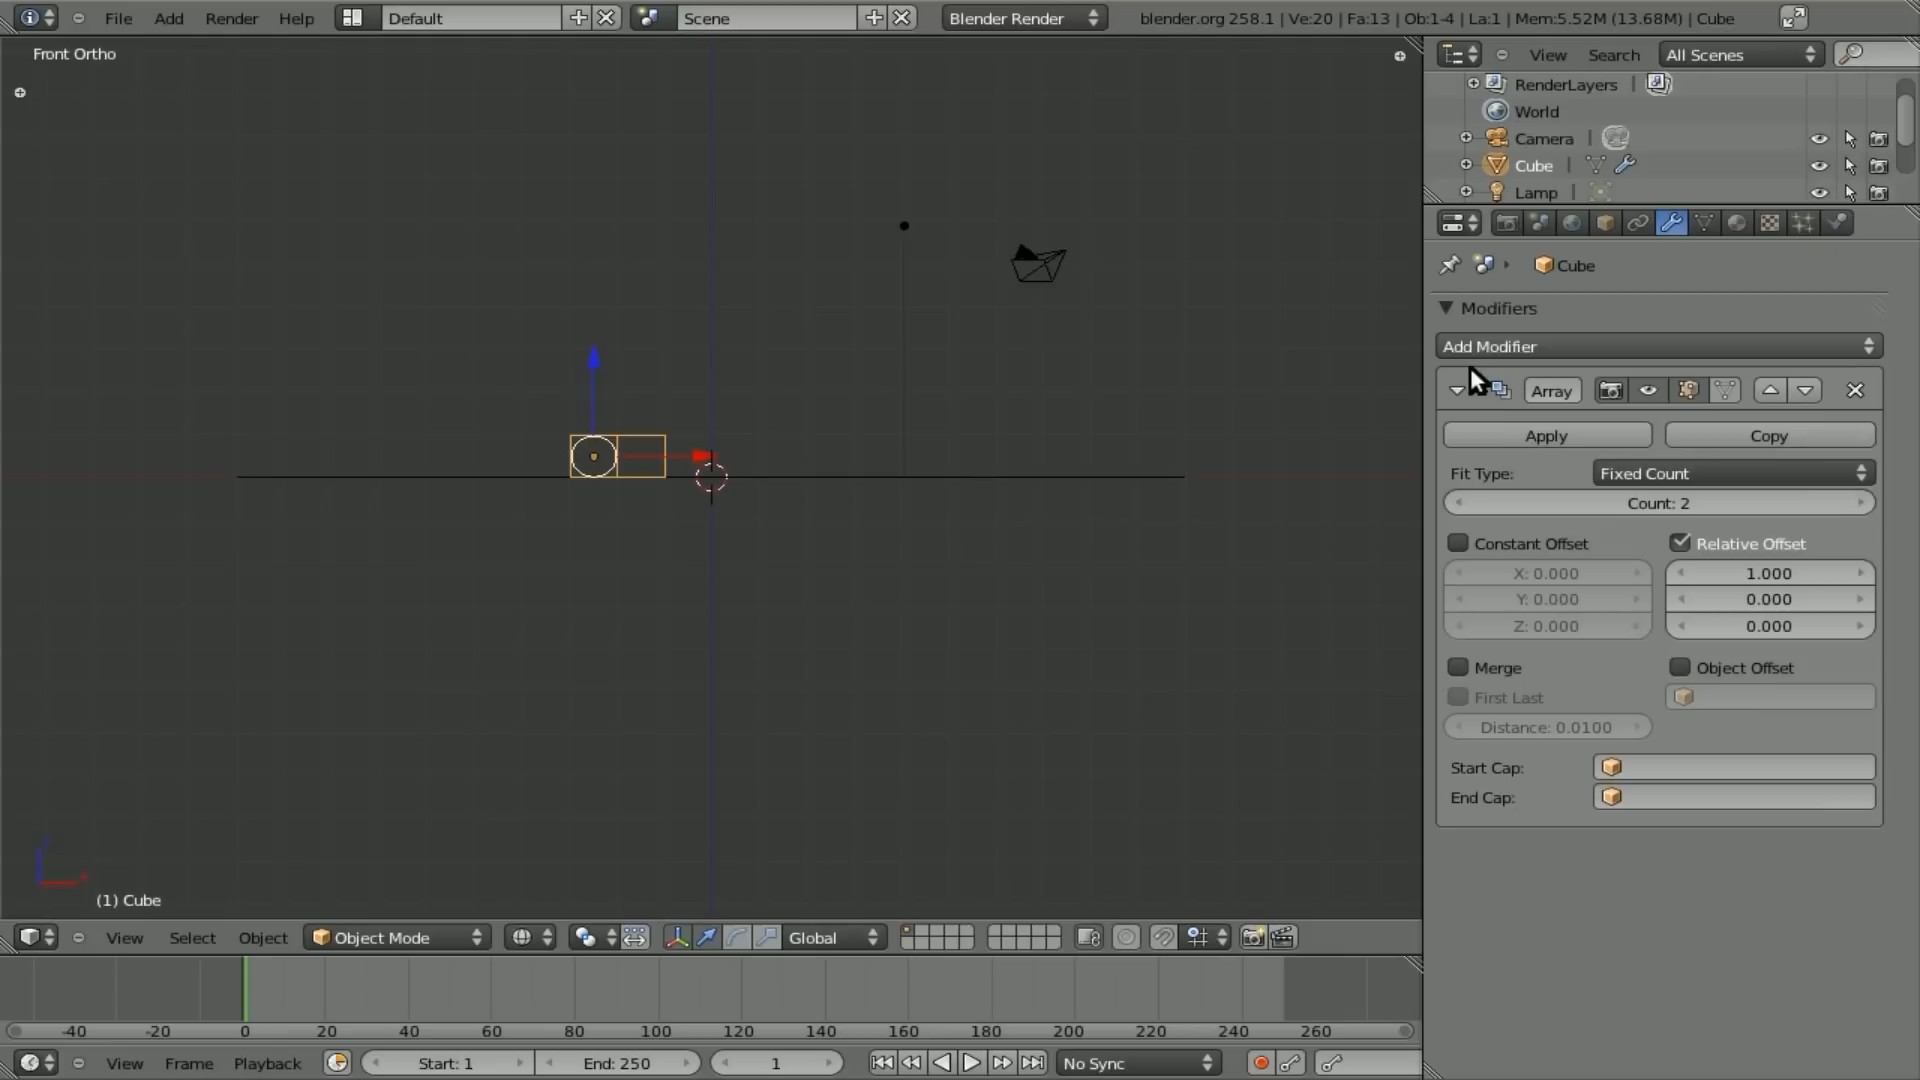 File Add Render Help Default Scene Blender Render blender.org 258.1 | Ve:20 | Fa:13 | Ob:1-4 | La:1 | Mem:5.52M (13.68M) | Cube
Front Ortho
View Search All Scenes
RenderLayers
World
Camera
Cube
Lamp
Cube
Modifiers
Add Modifier
Array
Apply Copy
Fit Type: Fixed Count
Count: 2
Constant Offset Relative Offset
X: 0.000 1.000
Y: 0.000 0.000
Z: 0.000 0.000
Merge Object Offset
First Last
Distance: 0.0100
Start Cap:
End Cap:
(1) Cube
View Select Object Object Mode Global
-40 -20 0 20 40 60 80 100 120 140 160 180 200 220 240 260
View Frame Playback Start: 1 End: 250 1 No Sync